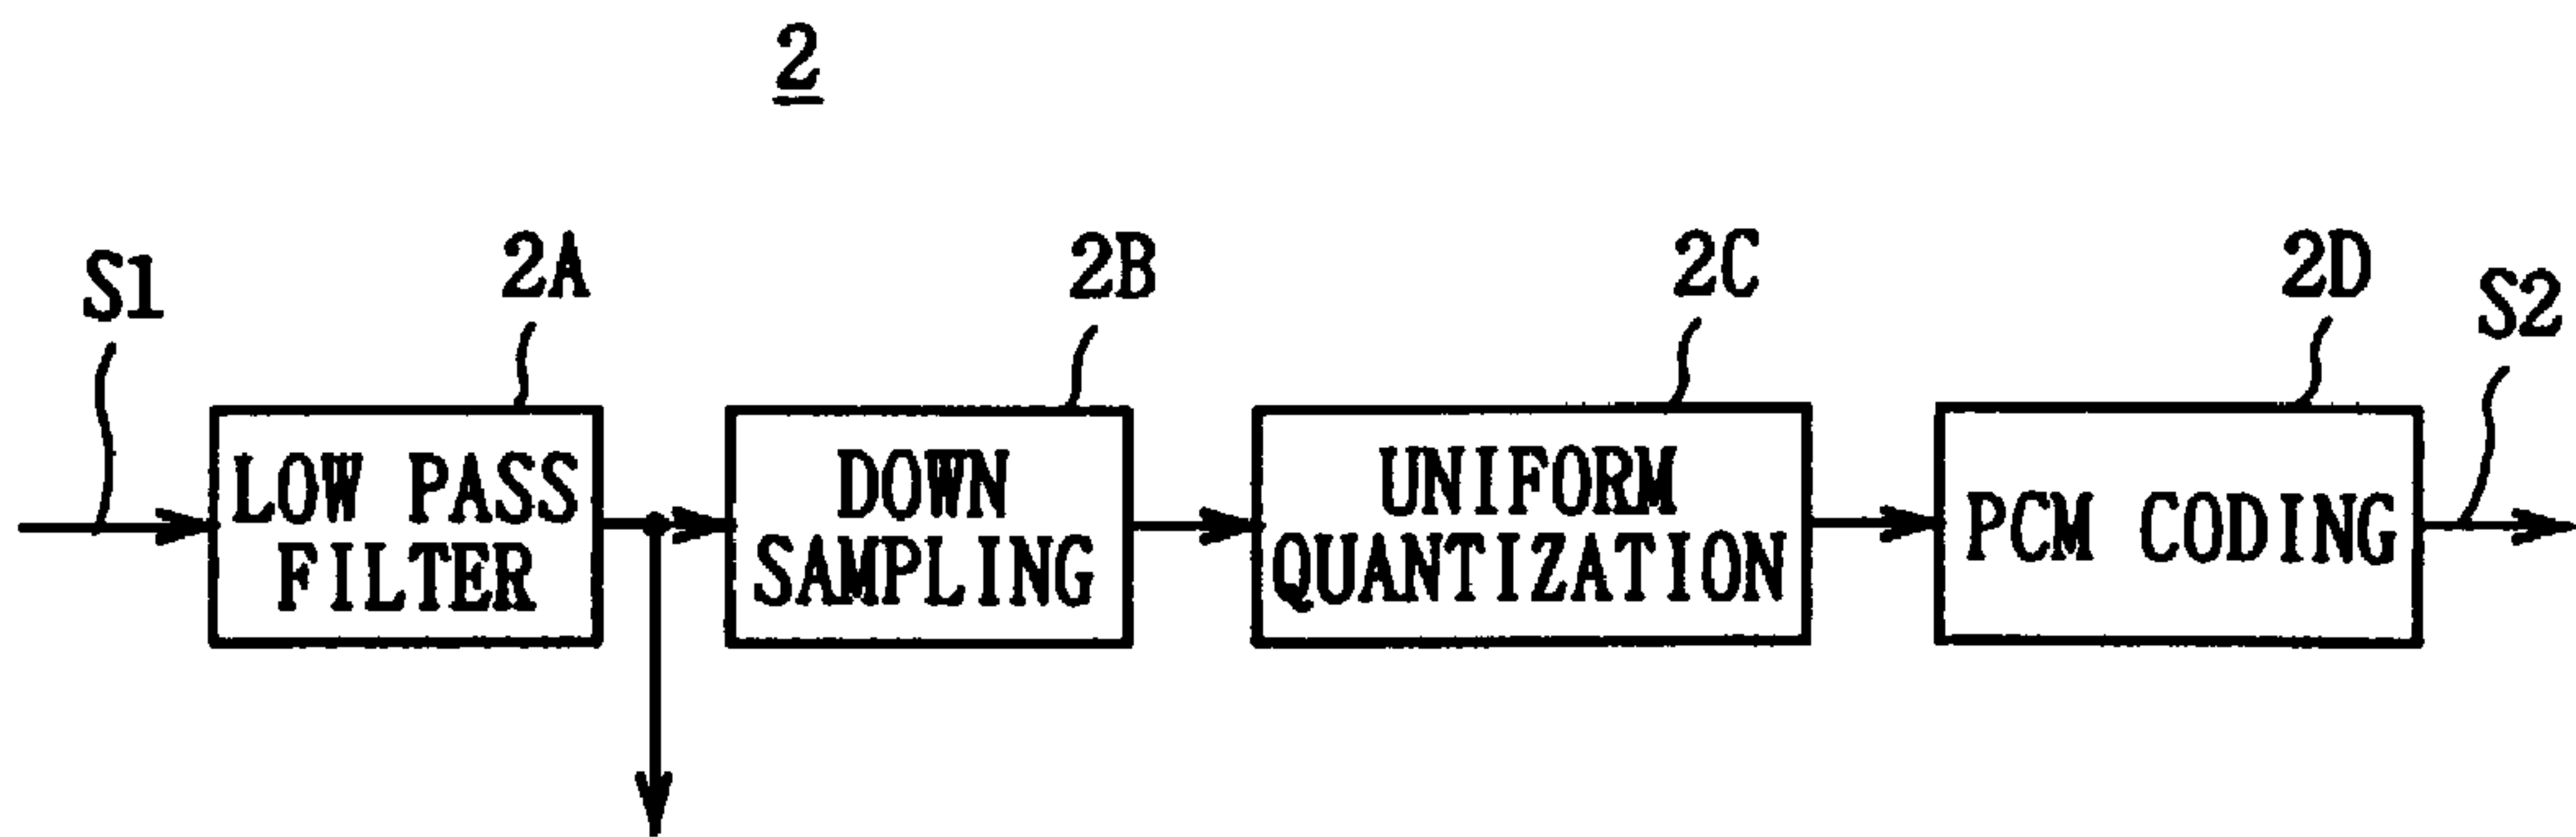 2
S1
2A
2B
2C
2D
S2
LOW PASS
FILTER
DOWN
SAMPLING
UNIFORM
QUANTIZATION
PCM CODING